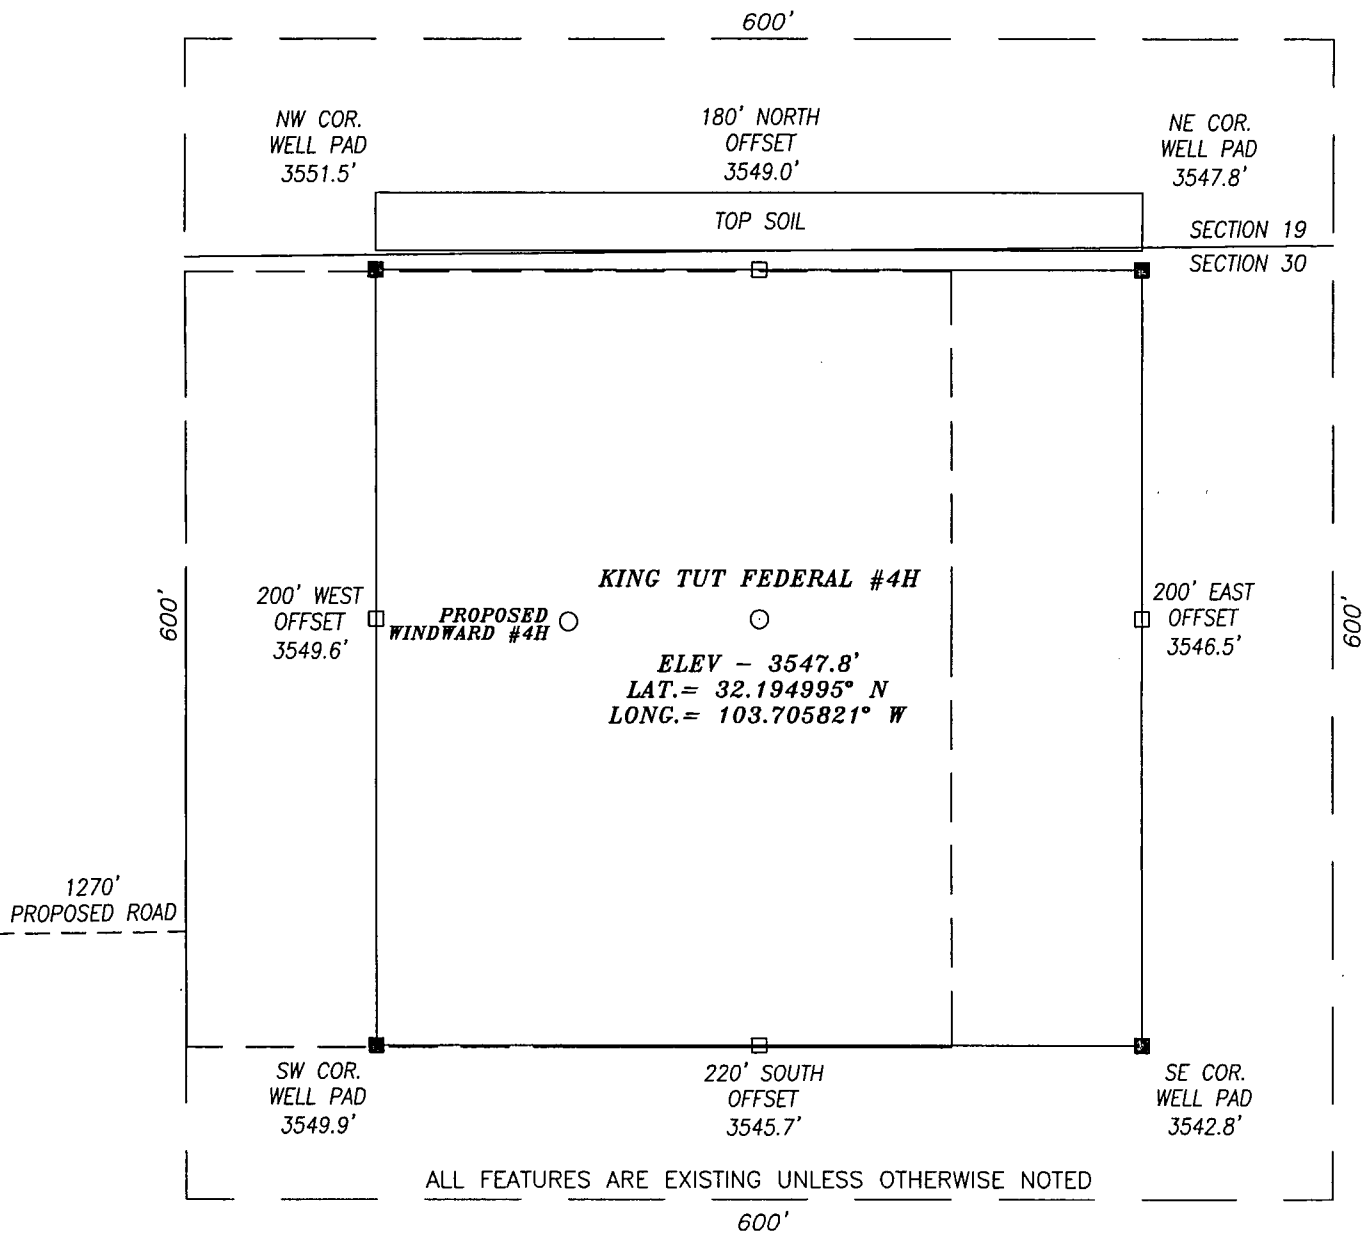 600'
NW COR.
WELL PAD
3551.5'
180' NORTH
OFFSET
3549.0'
NE COR.
WELL PAD
3547.8'
TOP SOIL
SECTION 19
SECTION 30
600'
200' WEST
OFFSET
3549.6'
PROPOSED
WINDWARD #4H
KING TUT FEDERAL #4H
ELEV - 3547.8'
LAT.= 32.194995° N
LONG.= 103.705821° W
200' EAST
OFFSET
3546.5'
600'
1270'
PROPOSED ROAD
SW COR.
WELL PAD
3549.9'
220' SOUTH
OFFSET
3545.7'
SE COR.
WELL PAD
3542.8'
ALL FEATURES ARE EXISTING UNLESS OTHERWISE NOTED
600'